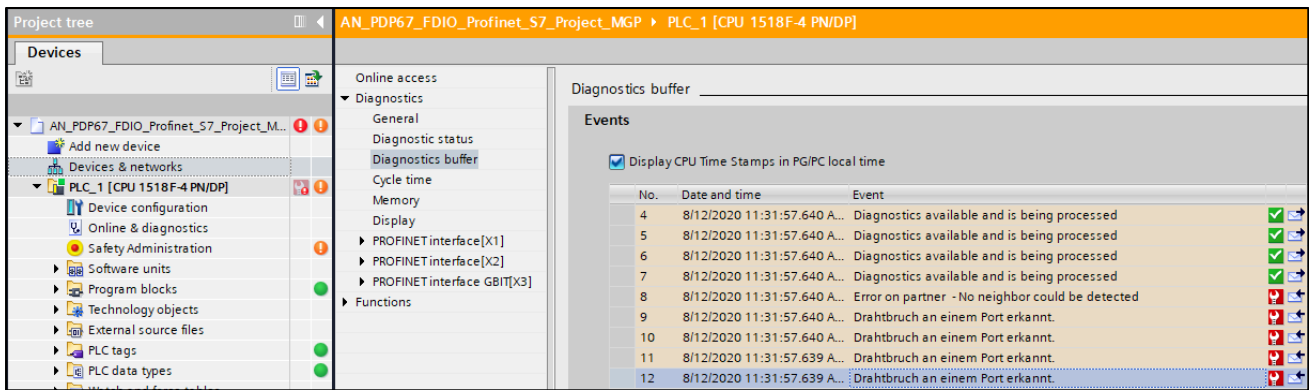 Project tree
Devices
AN_PDP67_FDIO_Profinet_S7_Project_M...
Add new device
Devices & networks
PLC_1 [CPU 1518F-4 PN/DP]
Device configuration
Online & diagnostics
Safety Administration
Software units
Program blocks
Technology objects
External source files
PLC tags
PLC data types
AN_PDP67_FDIO_Profinet_S7_Project_MGP PLC_1 [CPU 1518F-4 PN/DP]
Online access
Diagnostics
General
Diagnostic status
Diagnostics buffer
Cycle time
Memory
Display
PROFINET interface [X1]
PROFINET interface [X2]
PROFINET interface GBIT[X3]
Functions
Diagnostics buffer
Events
Display CPU Time Stamps in PG/PC local time
No. Date and time Event
4 8/12/2020 11:31:57.640 A... Diagnostics available and is being processed
5 8/12/2020 11:31:57.640 A... Diagnostics available and is being processed
6 8/12/2020 11:31:57.640 A... Diagnostics available and is being processed
7 8/12/2020 11:31:57.640 A... Diagnostics available and is being processed
8 8/12/2020 11:31:57.640 A... Error on partner - No neighbor could be detected
9 8/12/2020 11:31:57.640 A... Drahtbruch an einem Port erkannt.
10 8/12/2020 11:31:57.640 A... Drahtbruch an einem Port erkannt.
11 8/12/2020 11:31:57.639 A... Drahtbruch an einem Port erkannt.
12 8/12/2020 11:31:57.639 A... Drahtbruch an einem Port erkannt.